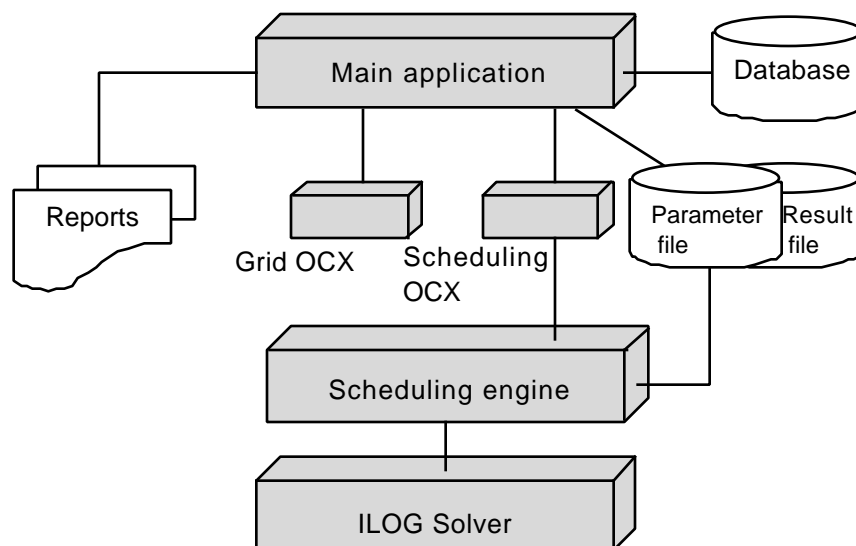 Main application
Database
Reports
Grid OCX
Scheduling
OCX
Parameter
file
Result
file
Scheduling engine
ILOG Solver